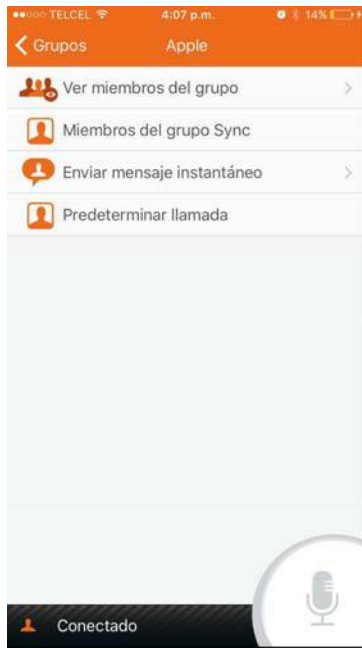 TELCEL 4:07 p.m. 14%
Grupos Apple
Ver miembros del grupo
Miembros del grupo Sync
Enviar mensaje instantáneo
Predeterminar llamada
Conectado